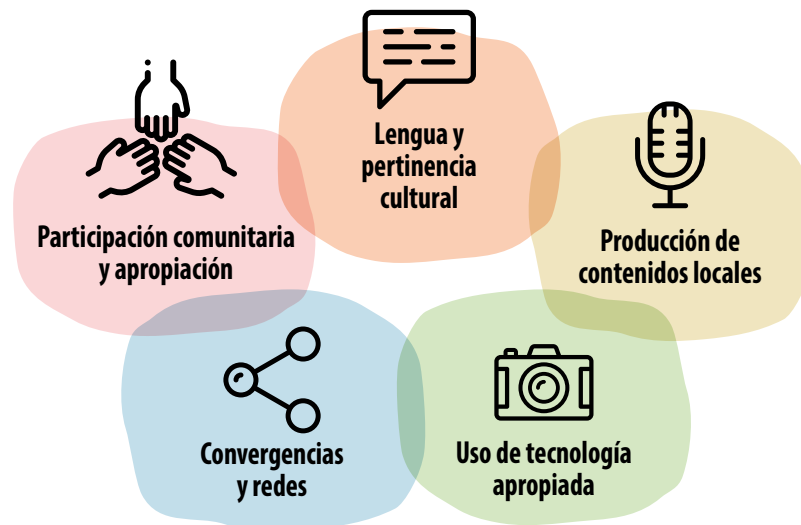 Lengua y
pertinencia
cultural
Participación comunitaria
y apropiación
Producción de
contenidos locales
Convergencias
y redes
Uso de tecnología
apropiada